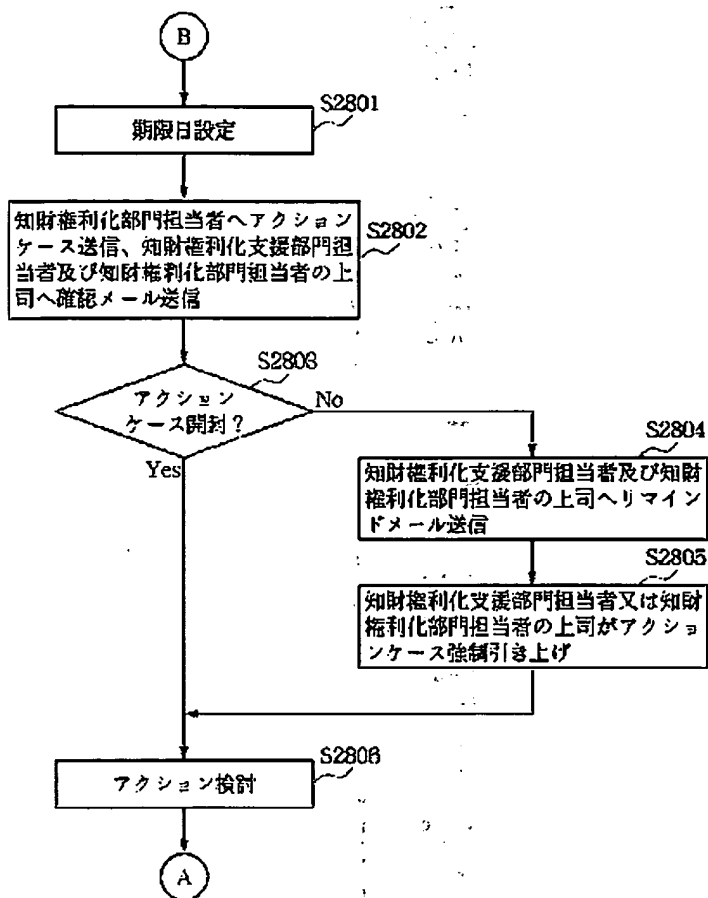 B
S2801
期限日設定
S2802
知財権利化部門担当者へアクション
ケース送信、知財権利化支援部門担
当者及び知財権利化部門担当者の上
司へ確認メール送信
S2803
アクション
ケース開封？
No
Yes
S2804
知財権利化支援部門担当者及び知財
権利化部門担当者の上司へリマイン
ドメール送信
S2805
知財権利化支援部門担当者又は知財
権利化部門担当者の上司がアクショ
ンケース強制引き上げ
S2806
アクション検討
A